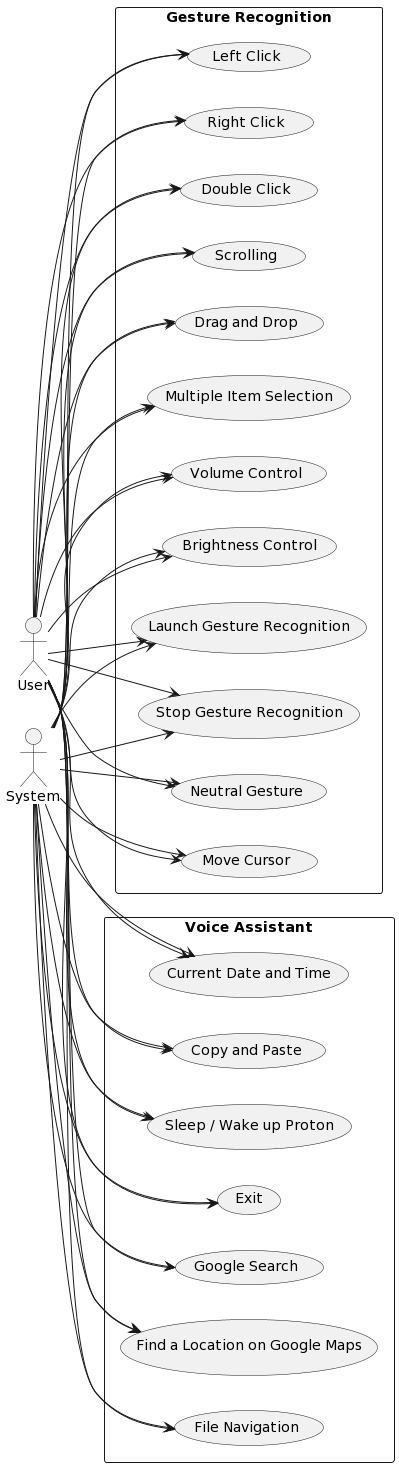 Gesture Recognition
Left Click
Right Click
Double Click
Scrolling
Drag and Drop
Multiple Item Selection
Volume Control
Brightness Control
Launch Gesture Recognition
User
Stop Gesture Recognition
System
Neutral Gesture
Move Cursor
Voice Assistant
Current Date and Time
Copy and Paste
Sleep / Wake up Proton
Exit
Google Search
Find a Location on Google Maps
File Navigation